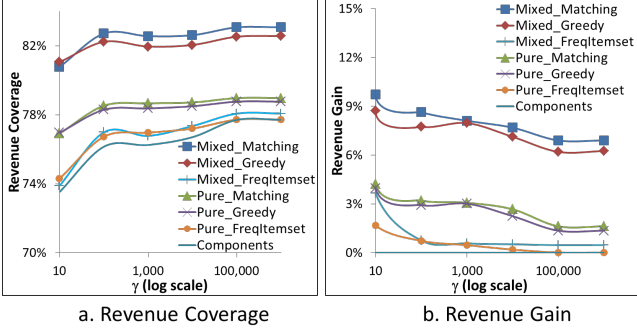 82%
78%
74%
70%
Revenue Coverage
Mixed_Matching
Mixed_Greedy
Mixed_FreqItemset
Pure_Matching
Pure_Greedy
Pure_FreqItemset
Components
10
1,000
100,000
γ (log scale)
a. Revenue Coverage
15%
12%
9%
6%
3%
0%
Revenue Gain
Mixed_Matching
Mixed_Greedy
Mixed_FreqItemset
Pure_Matching
Pure_Greedy
Pure_FreqItemset
Components
10
1,000
100,000
γ (log scale)
b. Revenue Gain